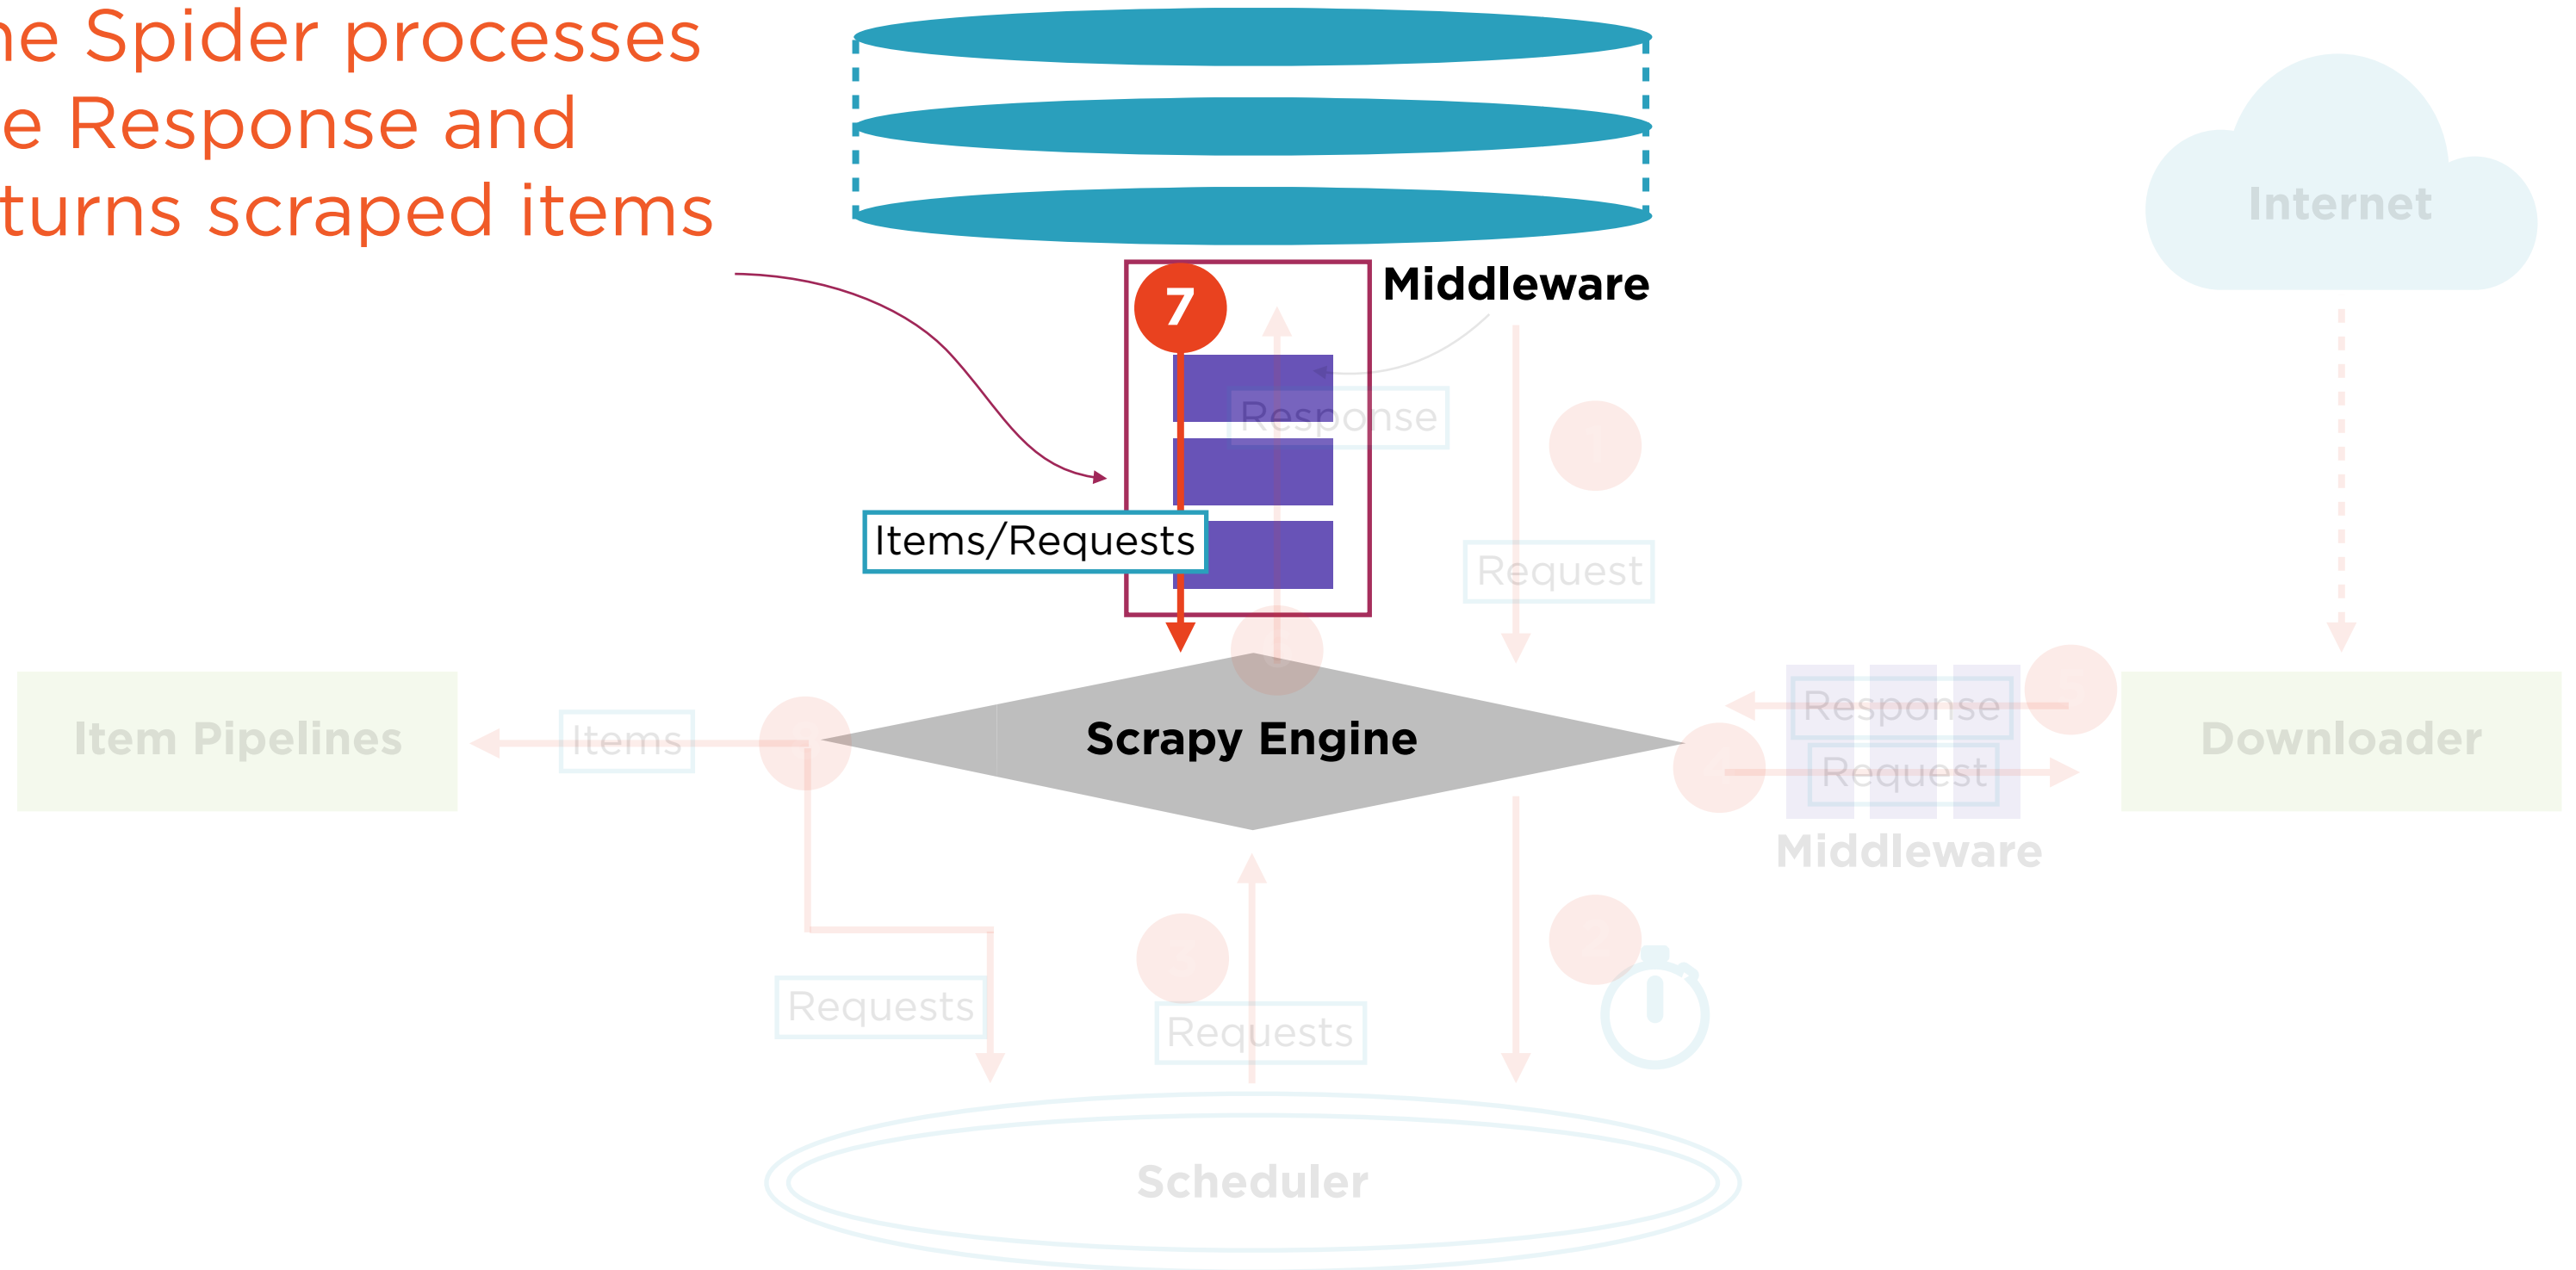 ne Spider processes
e Response and
turns scraped items
Internet
Middleware
7
Response
Items/Requests
Request
Item Pipelines
Items
Scrapy Engine
Response
Request
Downloader
Middleware
Requests
Requests
Scheduler